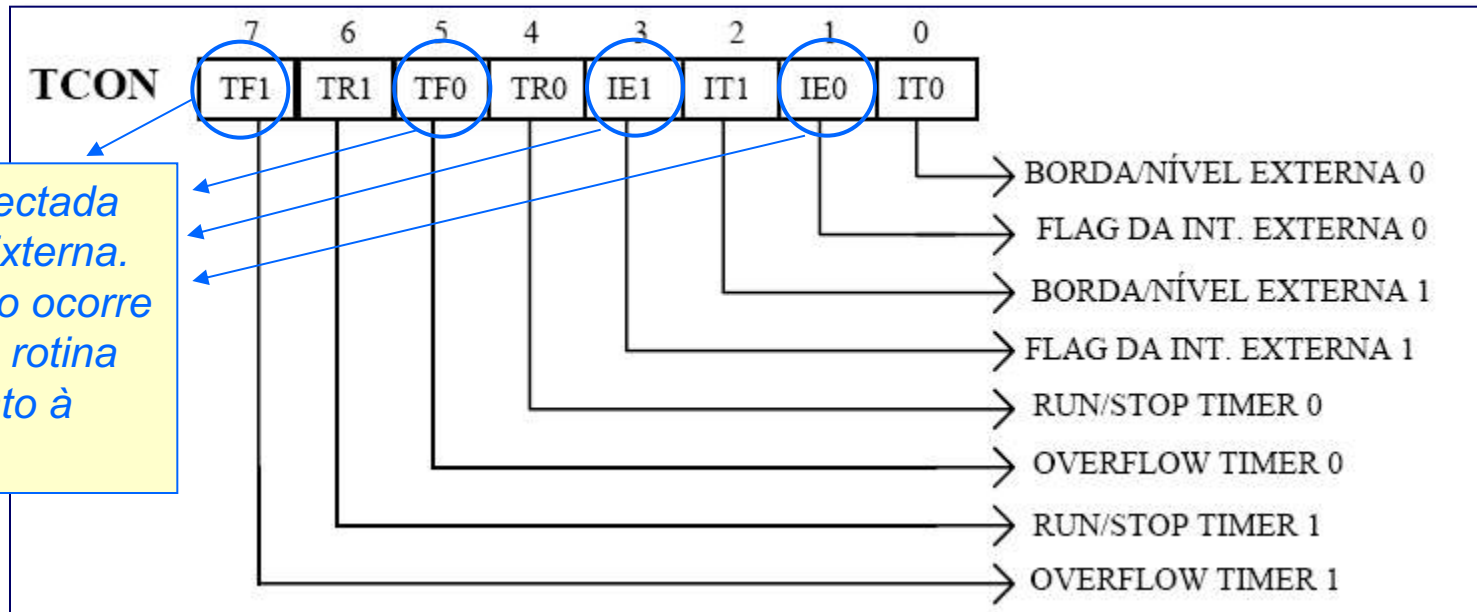 7 6 5 4 3 2 1 0
TCON TF1 TR1 TF0 TR0 IE1 IT1 IE0 IT0
BORDA/NÍVEL EXTERNA 0
FLAG DA INT. EXTERNA 0
BORDA/NÍVEL EXTERNA 1
FLAG DA INT. EXTERNA 1
RUN/STOP TIMER 0
OVERFLOW TIMER 0
RUN/STOP TIMER 1
OVERFLOW TIMER 1
ectada
xterna.
o ocorre
rotina
to à